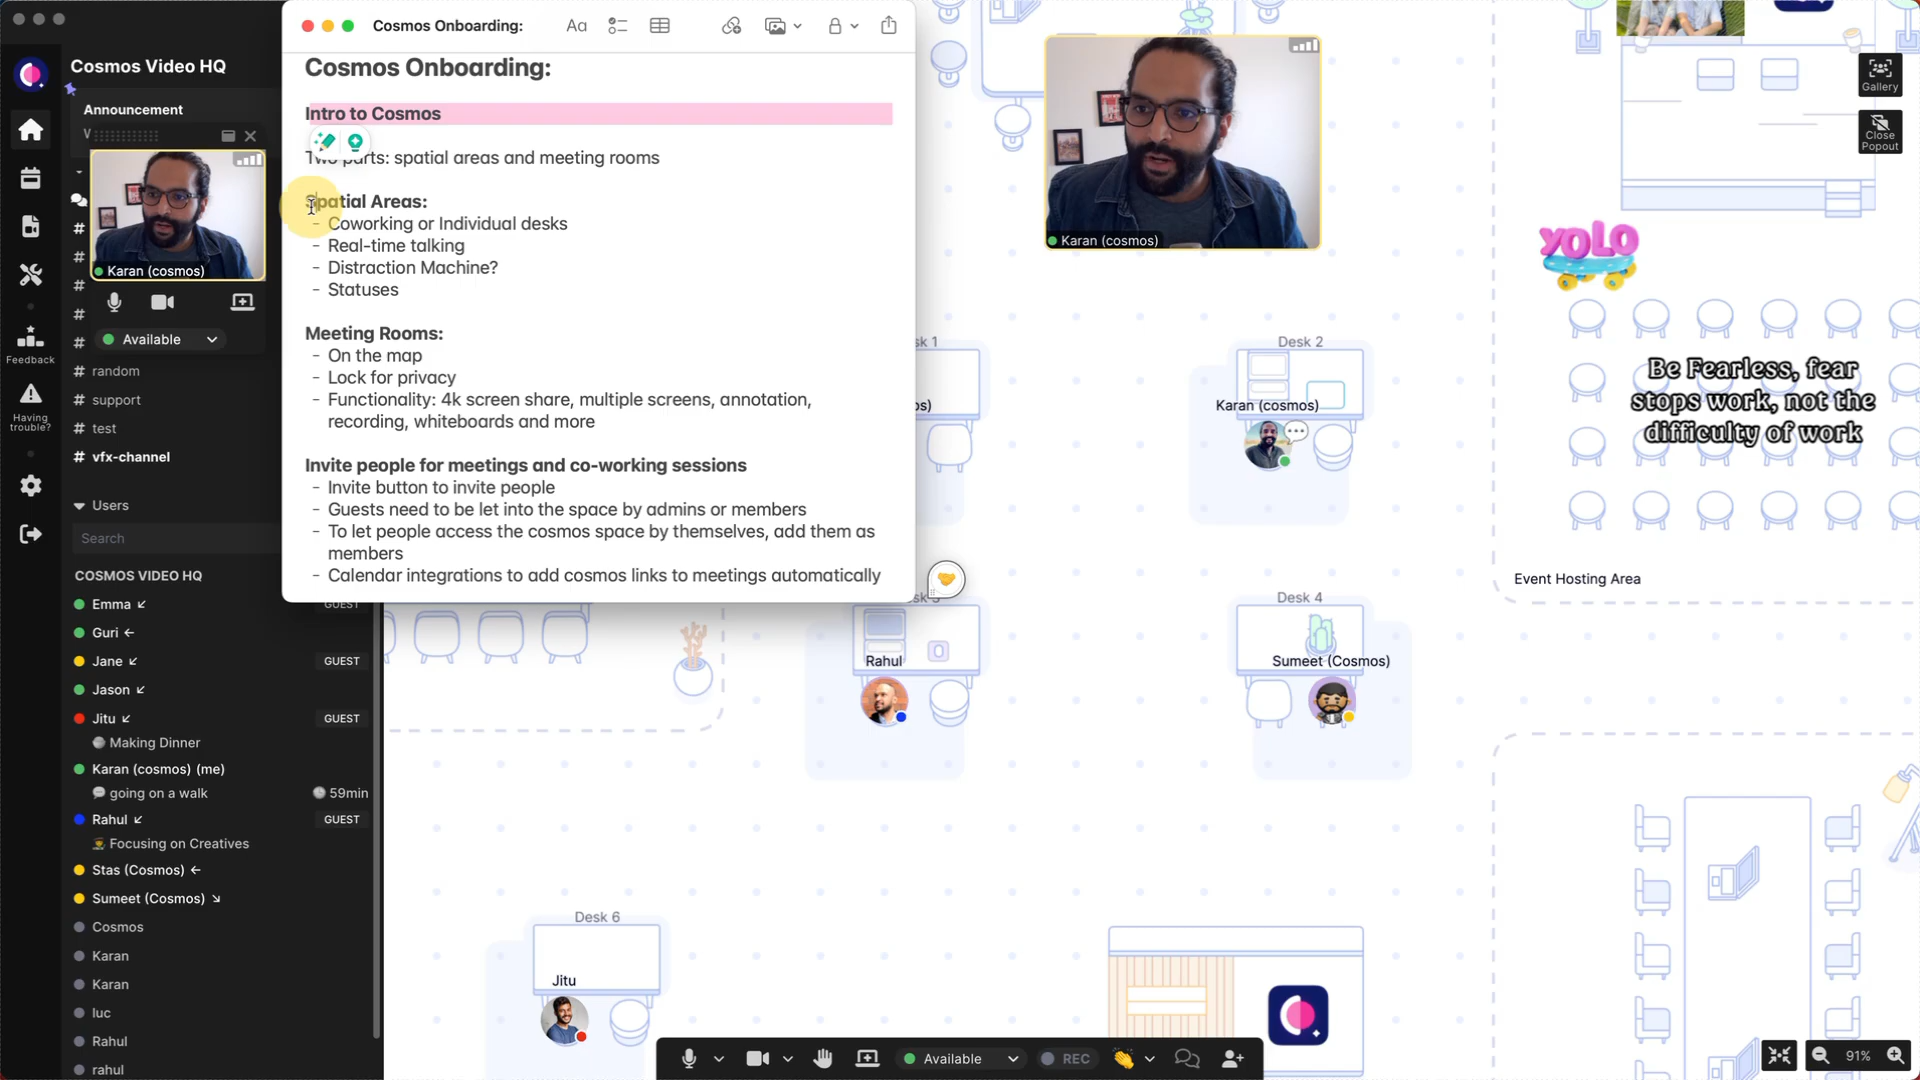 Cosmos Video HQ
Announcement
V
Karan (cosmos)
Available
Feedback
Having
trouble?
# random
# support
# test
# vfx-channel
Users
Search
COSMOS VIDEO HQ
Emma
GUEST
Guri
Jane
GUEST
Jason
Jitu
GUEST
Making Dinner
Karan (cosmos) (me)
going on a walk
59min
Rahul
GUEST
Focusing on Creatives
Stas (Cosmos)
Sumeet (Cosmos)
Cosmos
Karan
Karan
luc
Rahul
rahul
Cosmos Onboarding:
Aa
Cosmos Onboarding:
Intro to Cosmos
Two parts: spatial areas and meeting rooms
Spatial Areas:
- Coworking or Individual desks
- Real-time talking
- Distraction Machine?
- Statuses
Meeting Rooms:
- On the map
- Lock for privacy
- Functionality: 4k screen share, multiple screens, annotation,
recording, whiteboards and more
Invite people for meetings and co-working sessions
- Invite button to invite people
- Guests need to be let into the space by admins or members
- To let people access the cosmos space by themselves, add them as
members
- Calendar integrations to add cosmos links to meetings automatically
Karan (cosmos)
Gallery
Close
Popout
YOLO
Be Fearless, fear
stops work, not the
difficulty of work
Event Hosting Area
sk 1
os)
Desk 2
Karan (cosmos)
Rahul
Desk 4
Sumeet (Cosmos)
Desk 6
Jitu
Available
REC
91%